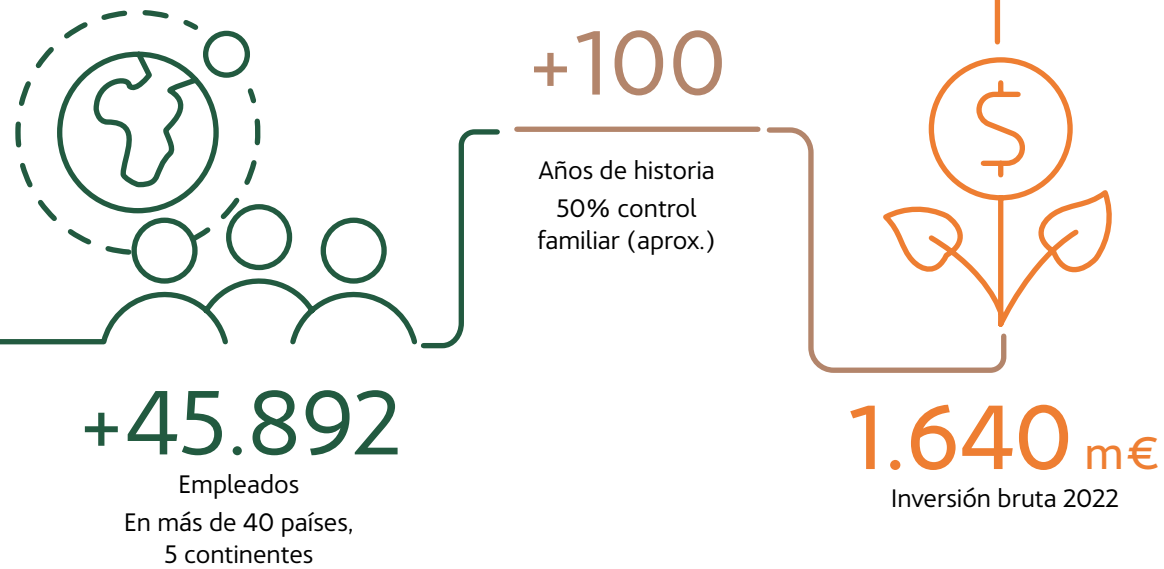 +45.892
Empleados
En más de 40 países,
5 continentes
+100
Años de historia
50% control
familiar (aprox.)
$
1.640 m€
Inversión bruta 2022